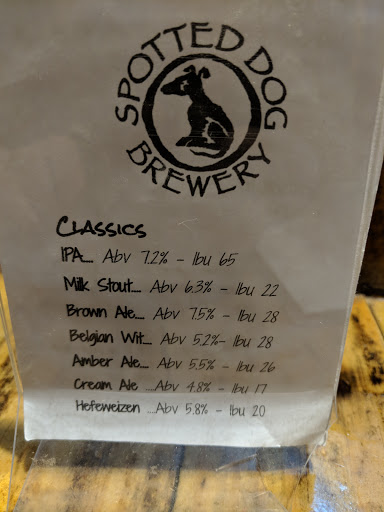 SPOTTED DOG
BREWERY
CLASSICS
IPA.... Abv 7.2% - Ibu 65
Milk Stout.... Abv 6.3% - Ibu 22
Brown Ale.... Abv 7.5% - Ibu 28
Belgian Wit.... Abv 5.2%- Ibu 28
Amber Ale.... Abv 5.5% - Ibu 26
Cream Ale ....Abv 4.8% - Ibu 17
Hefeweizen ....Abv 5.8% - Ibu 20